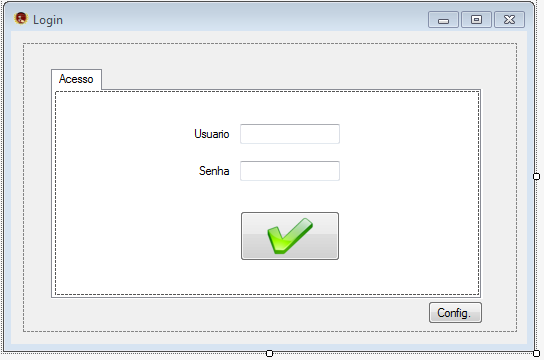 Login
Acesso
Usuario
Senha
Config.